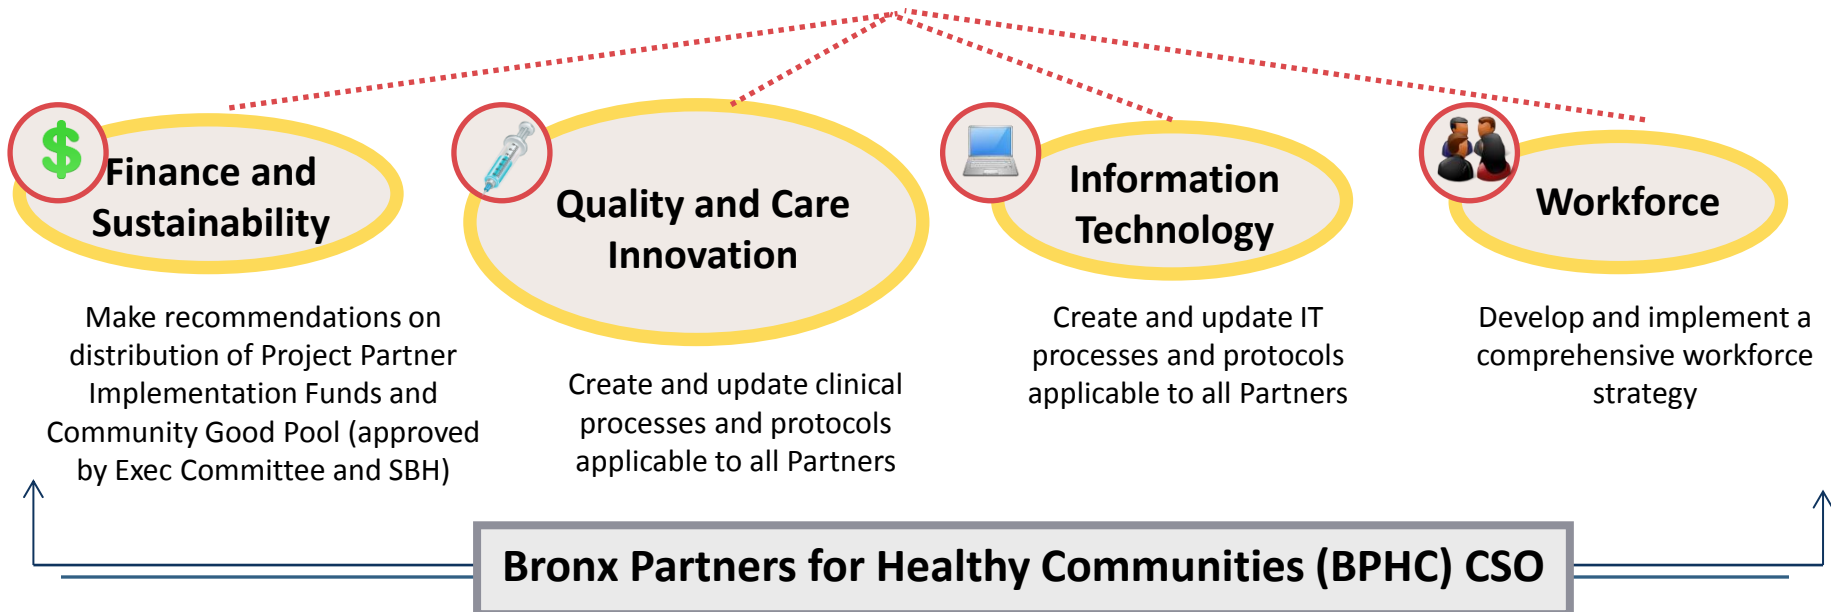 Finance and
Sustainability
Make recommendations on
distribution of Project Partner
Implementation Funds and
Community Good Pool (approved
by Exec Committee and SBH)
Quality and Care
Innovation
Create and update clinical
processes and protocols
applicable to all Partners
Information
Technology
Create and update IT
processes and protocols
applicable to all Partners
Workforce
Develop and implement a
comprehensive workforce
strategy
Bronx Partners for Healthy Communities (BPHC) CSO